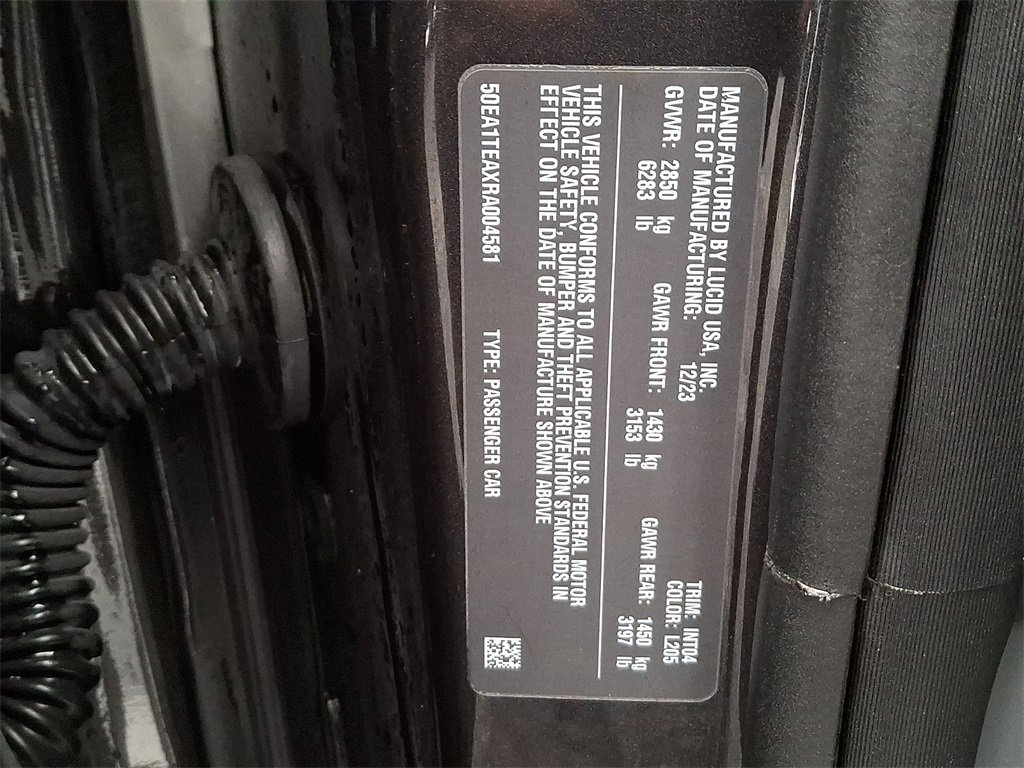 MANUFACTURED BY LUCID USA, INC.
DATE OF MANUFACTURING: 12/23
TRIM: INT04
COLOR: L205
GVWR: 2850 kg GAWR FRONT: 1430 kg GAWR REAR: 1450 kg
6283 lb 3153 lb 3197 lb
THIS VEHICLE CONFORMS TO ALL APPLICABLE U.S. FEDERAL MOTOR
VEHICLE SAFETY, BUMPER AND THEFT PREVENTION STANDARDS IN
EFFECT ON THE DATE OF MANUFACTURE SHOWN ABOVE
50EA1TEAXRA004561 TYPE: PASSENGER CAR